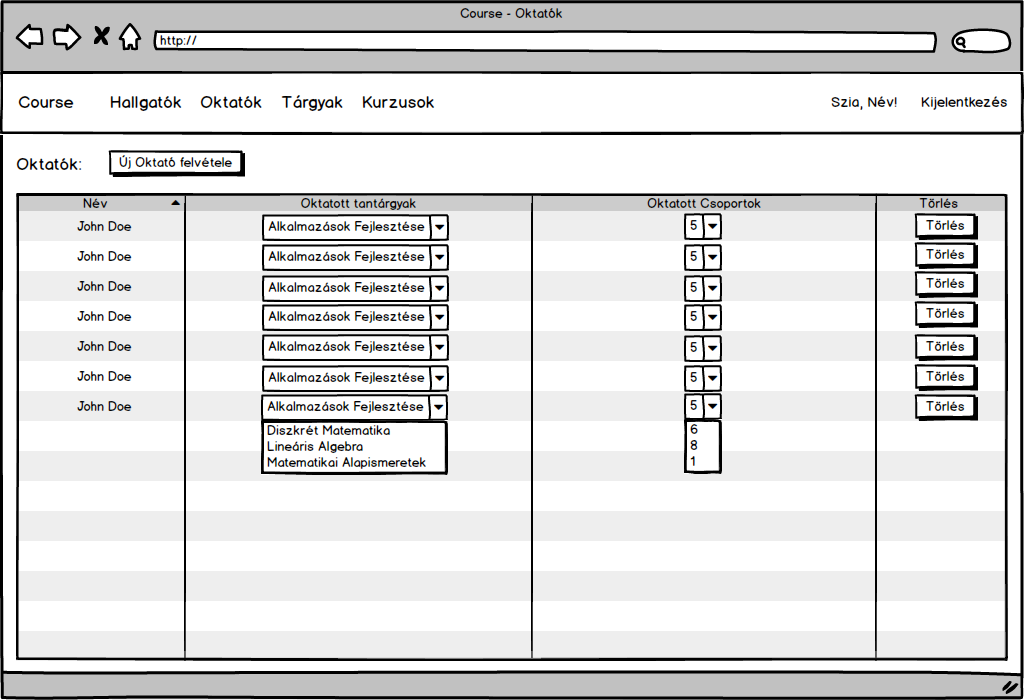 Course - Oktatók
http://
Course Hallgatók Oktatók Tárgyak Kurzusok Szia, Név! Kijelentkezés
Oktatók: Új Oktató felvétele
Név Oktatott tantárgyak Oktatott Csoportok Törlés
John Doe Alkalmazások Fejlesztése 5 Törlés
John Doe Alkalmazások Fejlesztése 5 Törlés
John Doe Alkalmazások Fejlesztése 5 Törlés
John Doe Alkalmazások Fejlesztése 5 Törlés
John Doe Alkalmazások Fejlesztése 5 Törlés
John Doe Alkalmazások Fejlesztése 5 Törlés
John Doe Alkalmazások Fejlesztése 5 Törlés
Diszkrét Matematika 6
Lineáris Algebra 8
Matematikai Alapismeretek 1